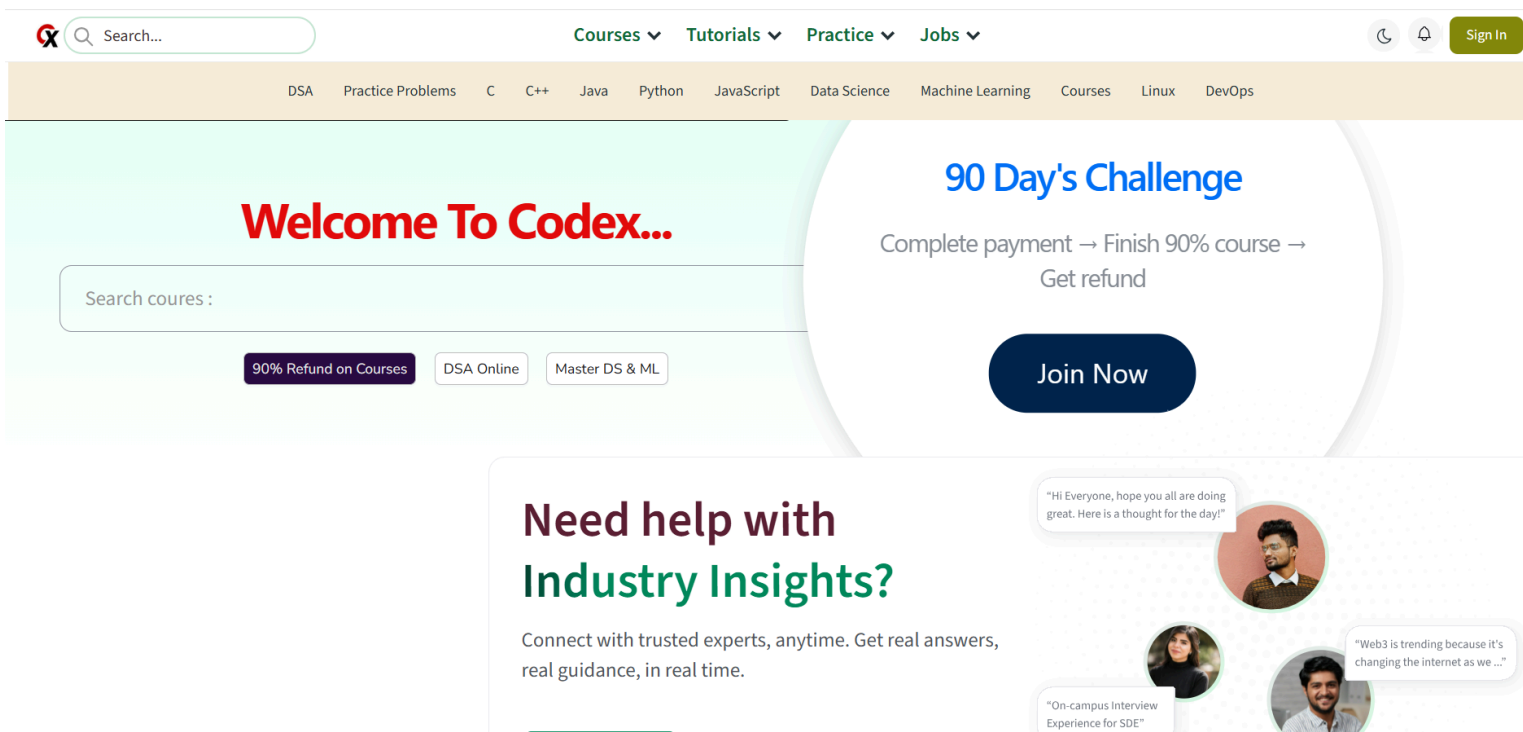 CX
Search...
Courses
Tutorials
Practice
Jobs
Sign In
DSA
Practice Problems
C
C++
Java
Python
JavaScript
Data Science
Machine Learning
Courses
Linux
DevOps
Welcome To Codex...
Search coures :
90% Refund on Courses
DSA Online
Master DS & ML
90 Day's Challenge
Complete payment → Finish 90% course →
Get refund
Join Now
Need help with
Industry Insights?
Connect with trusted experts, anytime. Get real answers,
real guidance, in real time.
“Hi Everyone, hope you all are doing
great. Here is a thought for the day!”
“Web3 is trending because it's
changing the internet as we ...”
“On-campus Interview
Experience for SDE”